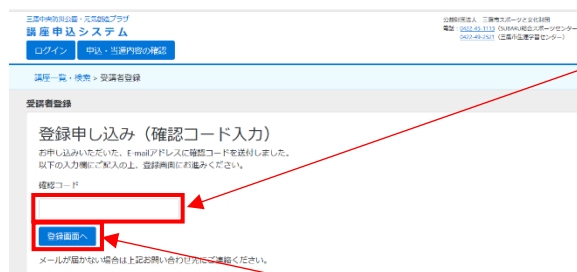 三鷹中央防災公園・元気創造プラザ
講座申込システム
公益財団法人 三鷹市スポーツと文化財団
電話：0422-45-1113（SUBARU総合スポーツセンター）
0422-49-2521（三鷹市生涯学習センター）
ログイン 申込・当選内容の確認
講座一覧・検索 > 受講者登録
受講者登録
登録申し込み（確認コード入力）
お申し込みいただいた、E-mailアドレスに確認コードを送付しました。
以下の入力欄にご記入の上、登録画面にお進みください。
確認コード
登録画面へ
メールが届かない場合は上記お問い合わせ先にご連絡ください。